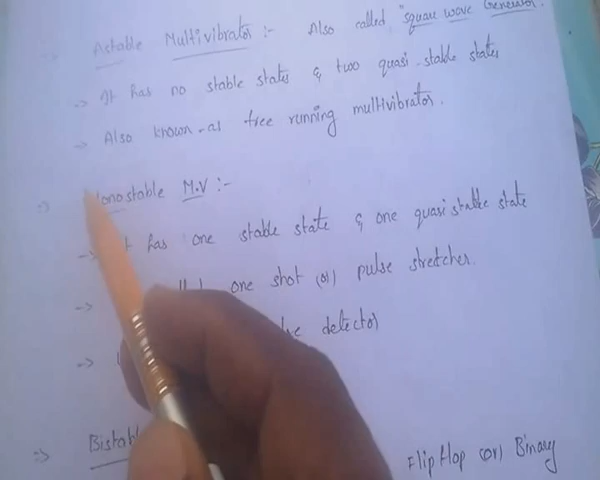 Astable Multivibrator :- Also called "square wave Generator.
-> It has no stable states & two quasi-stable states
-> Also known as free running multivibrator.
=> Monostable M.V :-
-> It has one stable state & one quasi stable state
-> one shot (or) pulse stretcher.
-> detector
=> Bistable Flip flop (or) Binary